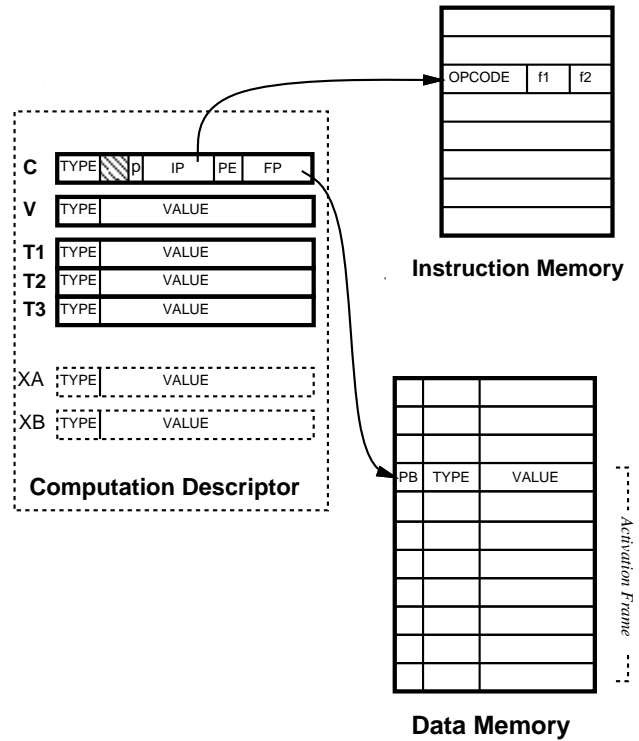 OPCODE f1 f2
Instruction Memory
C TYPE p IP PE FP
V TYPE VALUE
T1 TYPE VALUE
T2 TYPE VALUE
T3 TYPE VALUE
XA TYPE VALUE
XB TYPE VALUE
Computation Descriptor
PB TYPE VALUE
Activation Frame
Data Memory